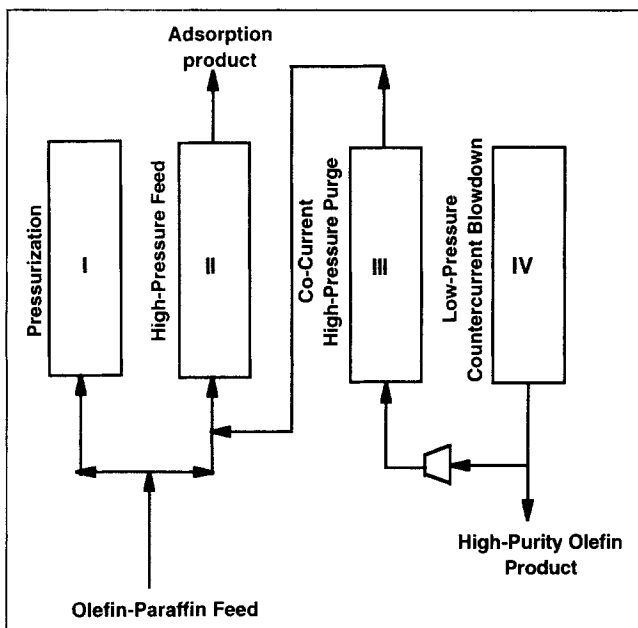 Adsorption
product
Pressurization
I
High-Pressure Feed
II
Co-Current
High-Pressure Purge
III
Low-Pressure
Countercurrent Blowdown
IV
High-Purity Olefin
Product
Olefin-Paraffin Feed